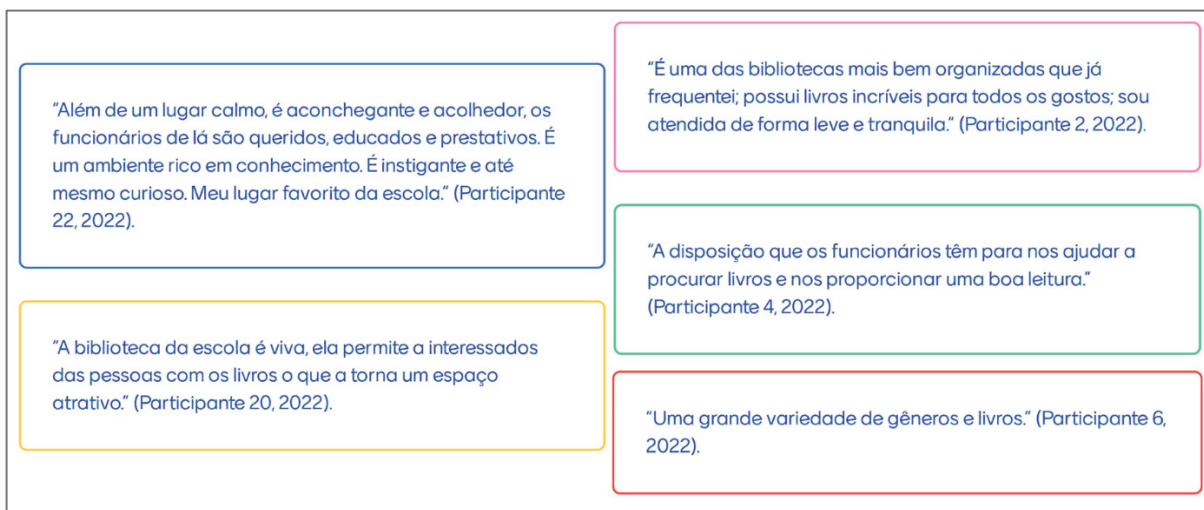 “Além de um lugar calmo, é aconchegante e acolhedor, os
funcionários de lá são queridos, educados e prestativos. É
um ambiente rico em conhecimento. É instigante e até
mesmo curioso. Meu lugar favorito da escola.” (Participante
22, 2022).
“A biblioteca da escola é viva, ela permite a interessados
das pessoas com os livros o que a torna um espaço
atrativo.” (Participante 20, 2022).
“É uma das bibliotecas mais bem organizadas que já
frequentei; possui livros incríveis para todos os gostos; sou
atendida de forma leve e tranquila.” (Participante 2, 2022).
“A disposição que os funcionários têm para nos ajudar a
procurar livros e nos proporcionar uma boa leitura.”
(Participante 4, 2022).
“Uma grande variedade de gêneros e livros.” (Participante 6,
2022).